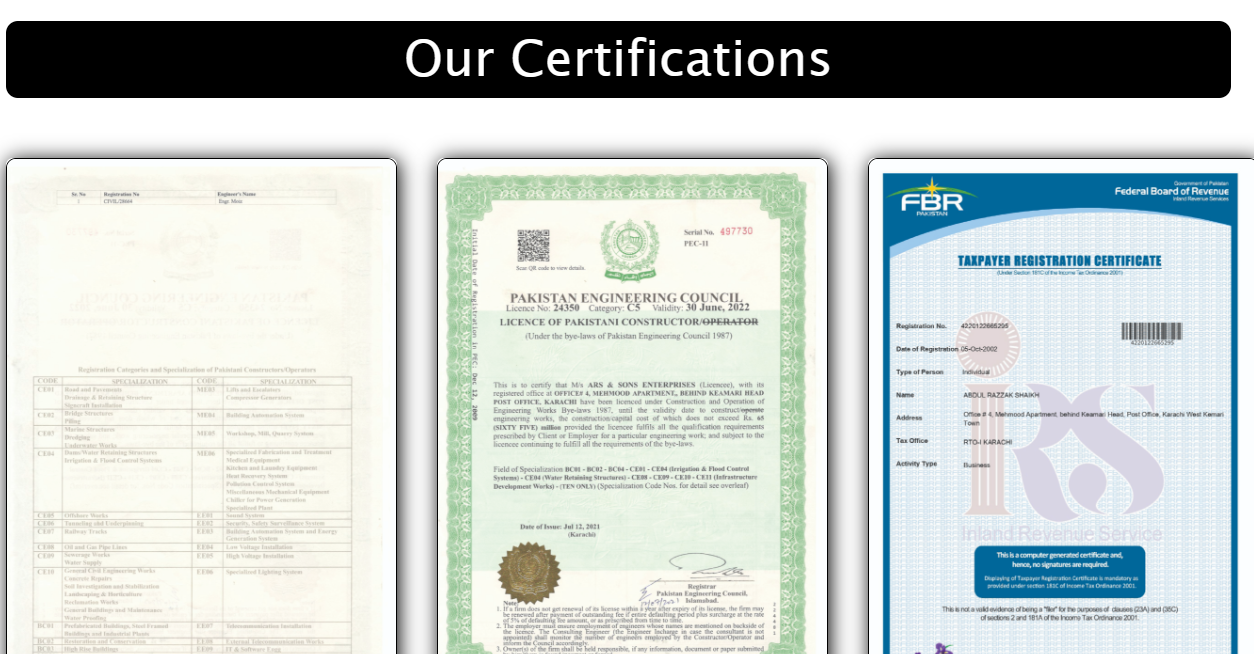 Our Certifications
Sr. No Registration No Engineer's Name
1 CIVIL/28664 Engr. Moiz
Registration Categories and Specialization of Pakistani Constructors/Operators
CODE SPECIALIZATION CODE SPECIALIZATION
CE01 Road and Pavements ME03 Lifts and Escalators
Drainage & Retaining Structure Compressor Generators
Signcraft Installation
CE02 Bridge Structures ME04 Building Automation System
Piling
CE03 Marine Structures ME05 Workshop, Mill, Quarry System
Dredging
Underwater Works
CE04 Dams/Water Retaining Structures ME06 Specialized Fabrication and Treatment
Irrigation & Flood Control Systems Medical Equipment
Kitchen and Laundry Equipment
Heat Recovery System
Pollution Control System
Miscellaneous Mechanical Equipment
Chiller for Power Generation
Specialized Plant
CE05 Offshore Works EE01 Sound System
CE06 Tunneling and Underpinning EE02 Security, Safety Surveillance System
CE07 Railway Tracks EE03 Building Automation System and Energy
Generation System
CE08 Oil and Gas Pipe Lines EE04 Low Voltage Installation
CE09 Sewerage Works EE05 High Voltage Installation
Water Supply
CE10 General Civil Engineering Works EE06 Specialized Lighting System
Concrete Repairs
Soil Investigation and Stabilization
Landscaping & Horticulture
Reclamation Works
General Buildings and Maintenance
Water Proofing
BC01 Prefabricated Buildings, Steel Framed EE07 Telecommunication Installation
Buildings and Industrial Plants
BC02 Restoration and Conservation EE08 External Telecommunication Works
BC03 High Rise Buildings EE09 IT & Software Engg
Initial Date of Registration in PEC: Dec 12, 2009
Scan QR code to view details.
Serial No. 497730
PEC-11
PAKISTAN ENGINEERING COUNCIL
Licence No: 24350 Category: C5 Validity: 30 June, 2022
LICENCE OF PAKISTANI CONSTRUCTOR/OPERATOR
(Under the bye-laws of Pakistan Engineering Council 1987)
This is to certify that M/s ARS & SONS ENTERPRISES (Licencee), with its
registered office at OFFICE# 4, MEHMOOD APARTMENT, BEHIND KEAMARI HEAD
POST OFFICE, KARACHI have been licenced under Construction and Operation of
Engineering Works Bye-laws 1987, until the validity date to construct/operate
engineering works, the construction/capital cost of which does not exceed Rs. 65
(SIXTY FIVE) million provided the licencee fulfils all the qualification requirements
prescribed by Client or Employer for a particular engineering work; and subject to the
licencee continuing to fulfill all the requirements of the bye-laws.
Field of Specialization BC01 - BC02 - BC04 - CE01 - CE04 (Irrigation & Flood Control
Systems) - CE04 (Water Retaining Structures) - CE08 - CE09 - CE10 - CE11 (Infrastructure
Development Works) - (TEN ONLY) (Specialization Code Nos. for detail see overleaf)
Date of Issue: Jul 12, 2021
(Karachi)
Registrar
Pakistan Engineering Council.
Islamabad.
Note:
1. If a firm does not get renewal of its license within a year after expiry of its license, the firm may
be renewed after payment of outstanding fee if entire defaulting period plus surcharge at the rate
of 7% of defaulting fee amount, or as prescribed from time to time.
2. The employer must ensure employment of engineers whose names are mentioned on backside of
the licence. The Consulting Engineer (the Engineer Incharge in case the consultant is not
appointed) shall monitor the number of engineers employed by the Constructor/Operator and
inform the Council accordingly.
3. Owner(s) of the firm shall be held responsible, if any information, document or paper submitted
FBR
PAKISTAN
Government of Pakistan
Federal Board of Revenue
Inland Revenue Services
TAXPAYER REGISTRATION CERTIFICATE
(Under Section 181C of the Income Tax Ordinance 2001)
Registration No. 4220122665295
4220122665295
Date of Registration 05-Oct-2002
Type of Person Individual
Name ABDUL RAZZAK SHAIKH
Address Office # 4, Mehmood Apartment, behind Keamari Head, Post Office, Karachi West Kemari
Town
Tax Office RTO-I KARACHI
Activity Type Business
IRS
Inland Revenue Service
This is a computer generated certificate and,
hence, no signatures are required.
Displaying of Taxpayer Registration Certificate is mandatory as
provided under section 181C of Income Tax Ordinance 2001.
This is not a valid evidence of being a "filer" for the purposes of clauses (23A) and (35C)
of sections 2 and 181A of the Income Tax Ordinance 2001.